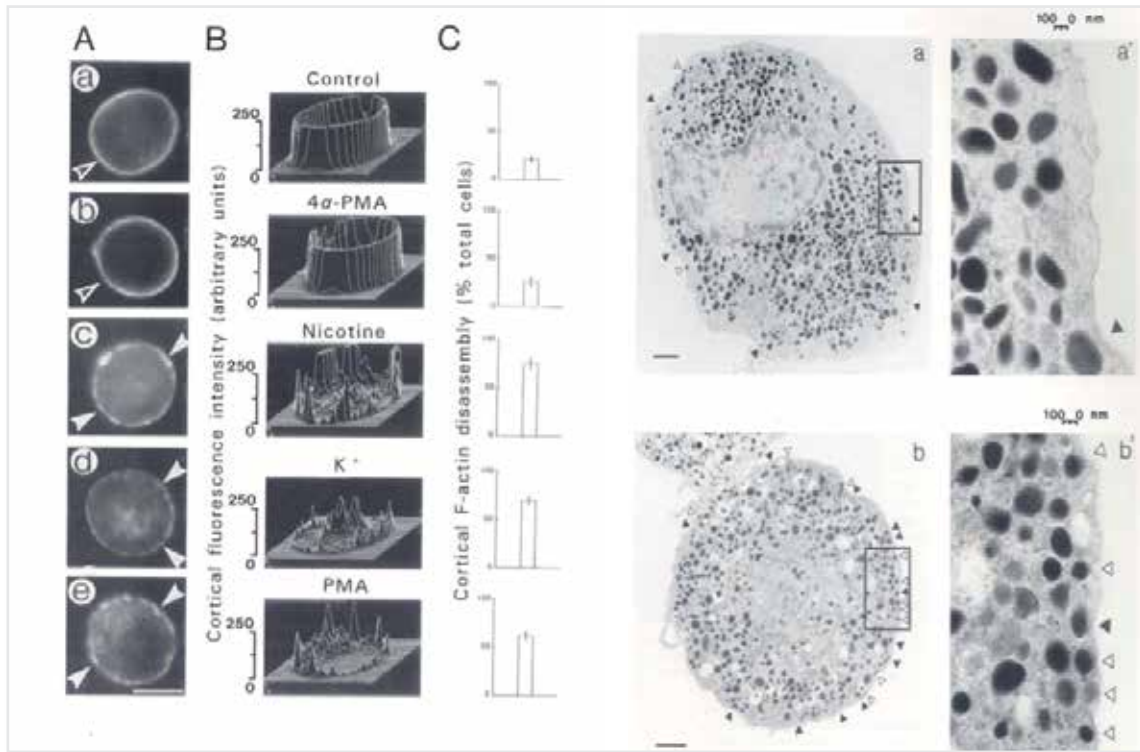 A B C
a
Control
250
0
100
50
0
b
4α-PMA
250
0
100
50
0
c
Nicotine
250
0
100
50
0
d
K+
250
0
100
50
0
e
PMA
250
0
100
50
0
Cortical fluorescence intensity (arbitrary units)
Cortical F-actin disassembly (% total cells)
a
100 0 nm
a'
b
100 0 nm
b'